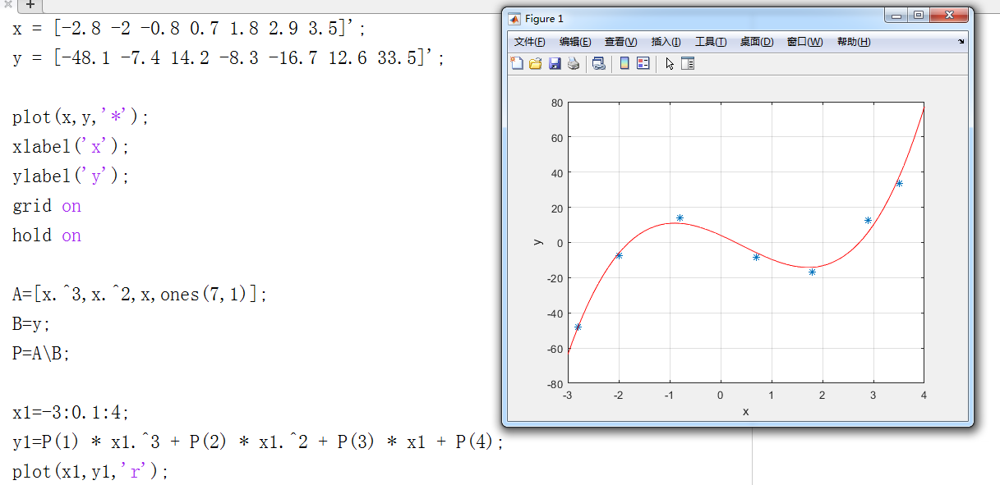 x = [-2.8 -2 -0.8 0.7 1.8 2.9 3.5]';
y = [-48.1 -7.4 14.2 -8.3 -16.7 12.6 33.5]';
plot(x,y,'*');
xlabel('x');
ylabel('y');
grid on
hold on
A=[x.^3,x.^2,x,ones(7,1)];
B=y;
P=A\B;
x1=-3:0.1:4;
y1=P(1) * x1.^3 + P(2) * x1.^2 + P(3) * x1 + P(4);
plot(x1,y1,'r');
Figure 1
文件(F) 编辑(E) 查看(V) 插入(I) 工具(T) 桌面(D) 窗口(W) 帮助(H)
80
60
40
20
0
-20
-40
-60
-80
y
-3 -2 -1 0 1 2 3 4
x